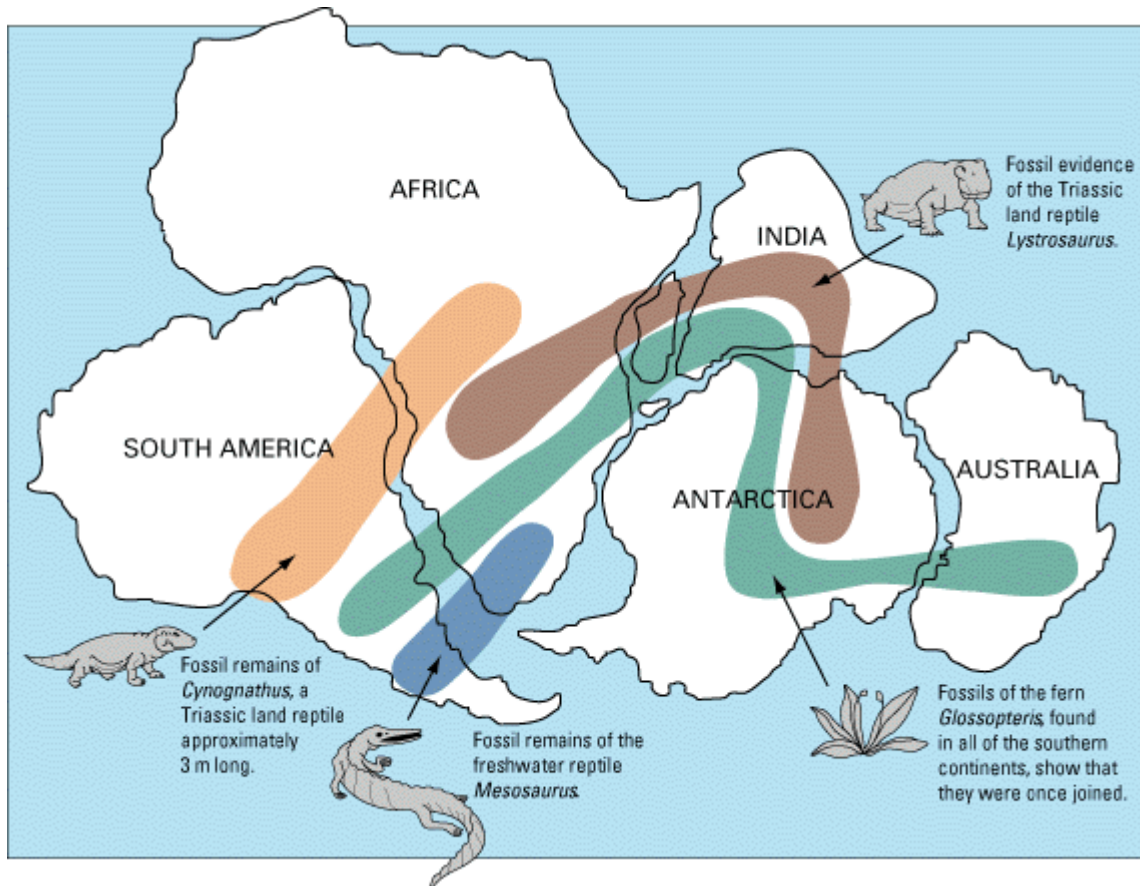 AFRICA
INDIA
SOUTH AMERICA
ANTARCTICA
AUSTRALIA
Fossil evidence
of the Triassic
land reptile
Lystrosaurus.
Fossil remains of
Cynognathus, a
Triassic land reptile
approximately
3 m long.
Fossil remains of the
freshwater reptile
Mesosaurus.
Fossils of the fern
Glossopteris, found
in all of the southern
continents, show that
they were once joined.